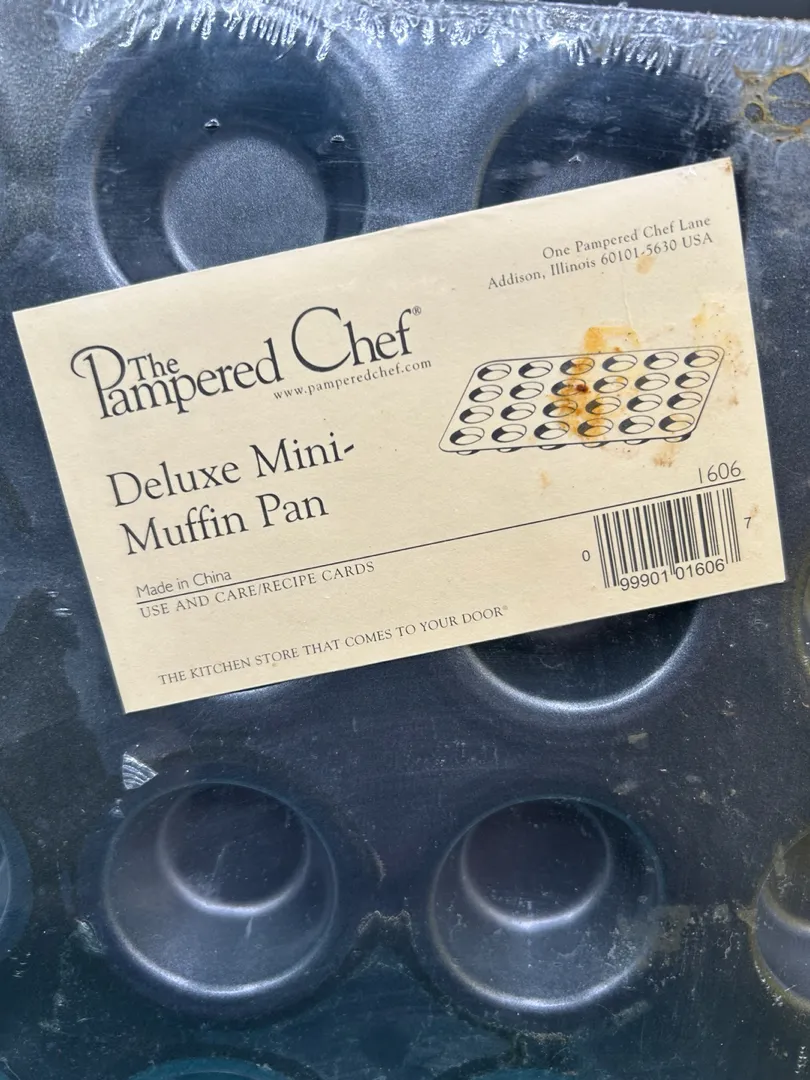 One Pampered Chef Lane
Addison, Illinois 60101-5630 USA
The
Pampered Chef®
www.pamperedchef.com
Deluxe Mini-
Muffin Pan
1606
Made in China
USE AND CARE/RECIPE CARDS
0 99901 01606 7
THE KITCHEN STORE THAT COMES TO YOUR DOOR®